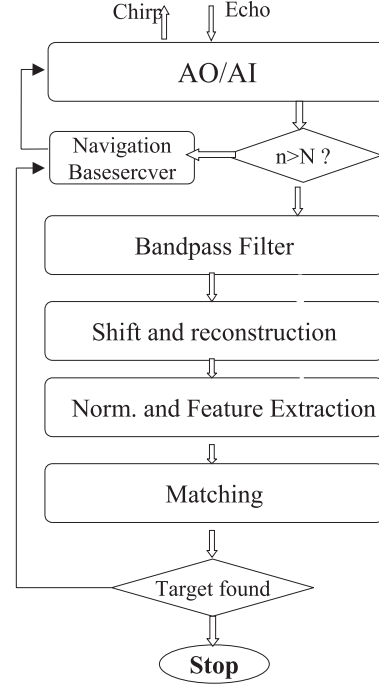 Chirp
Echo
AO/AI
n>N ?
Navigation
Basesercver
Bandpass Filter
Shift and reconstruction
Norm. and Feature Extraction
Matching
Target found
Stop